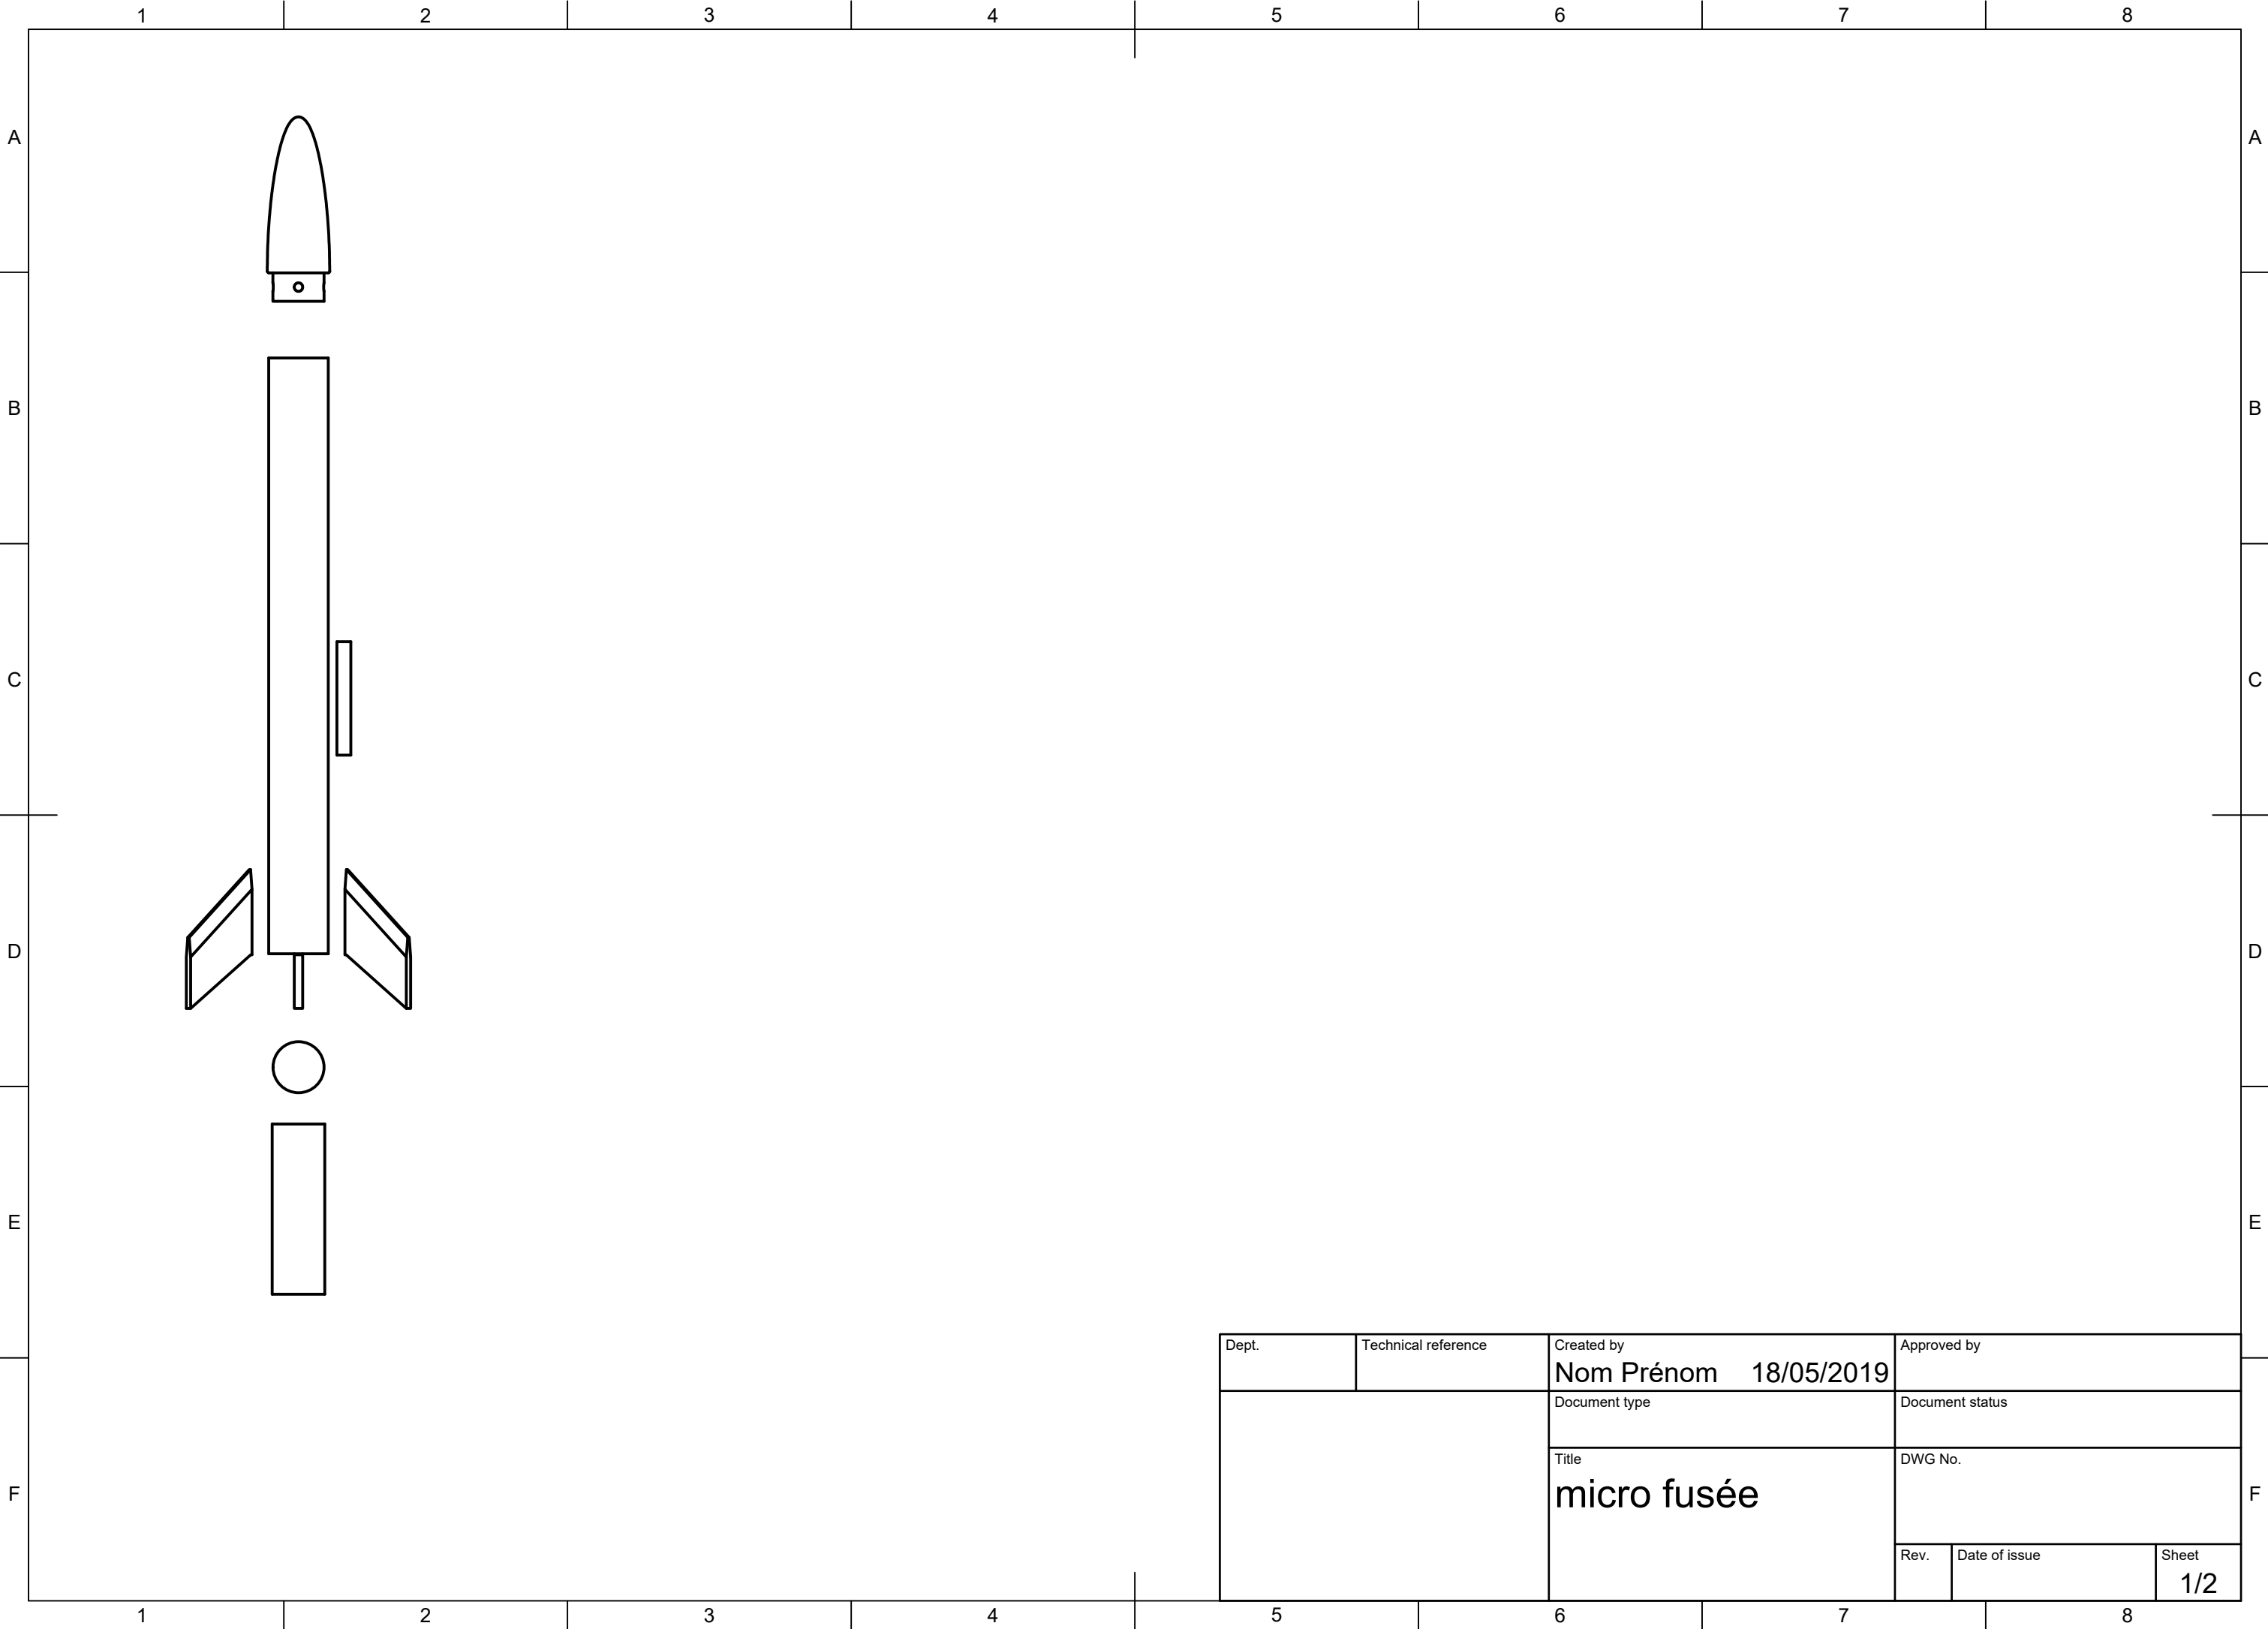 1 2 3 4 5 6 7 8
A A
B B
C C
D D
E E
Dept. Technical reference Created by Approved by
Nom Prénom 18/05/2019
Document type Document status
Title DWG No.
micro fusée
F F
Rev. Date of issue Sheet
1/2
1 2 3 4 5 6 7 8